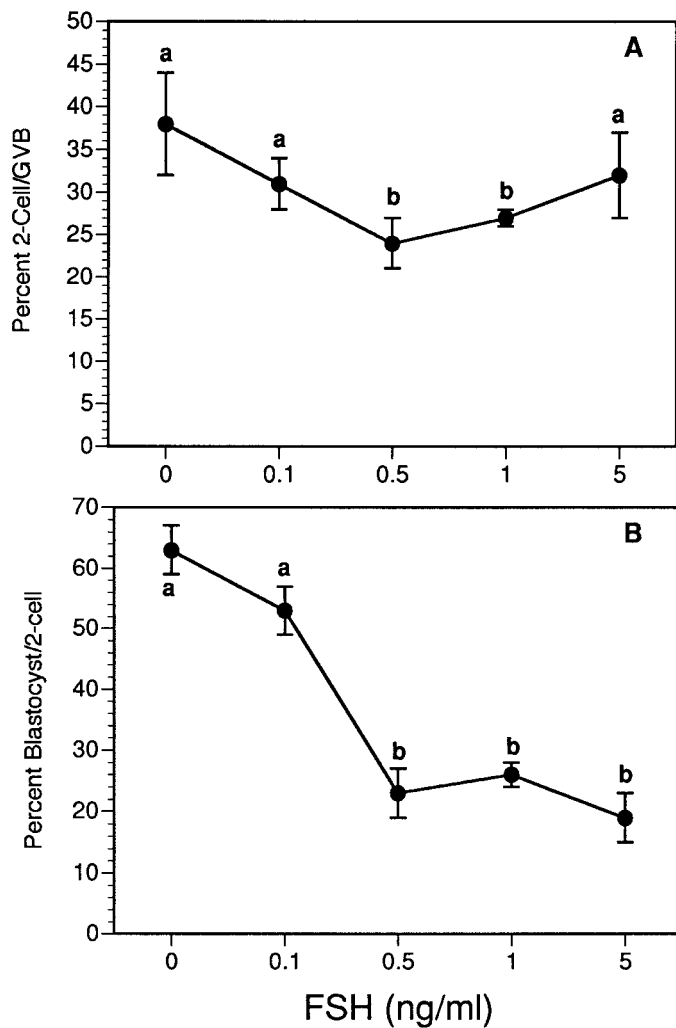 50
A
a
45
40
a
a
35
b
b
30
25
20
15
10
5
0
Percent 2-Cell/GVB
0 0.1 0.5 1 5
70
B
60
a
a
50
40
30
b
b
b
20
10
0
Percent Blastocyst/2-cell
0 0.1 0.5 1 5
FSH (ng/ml)